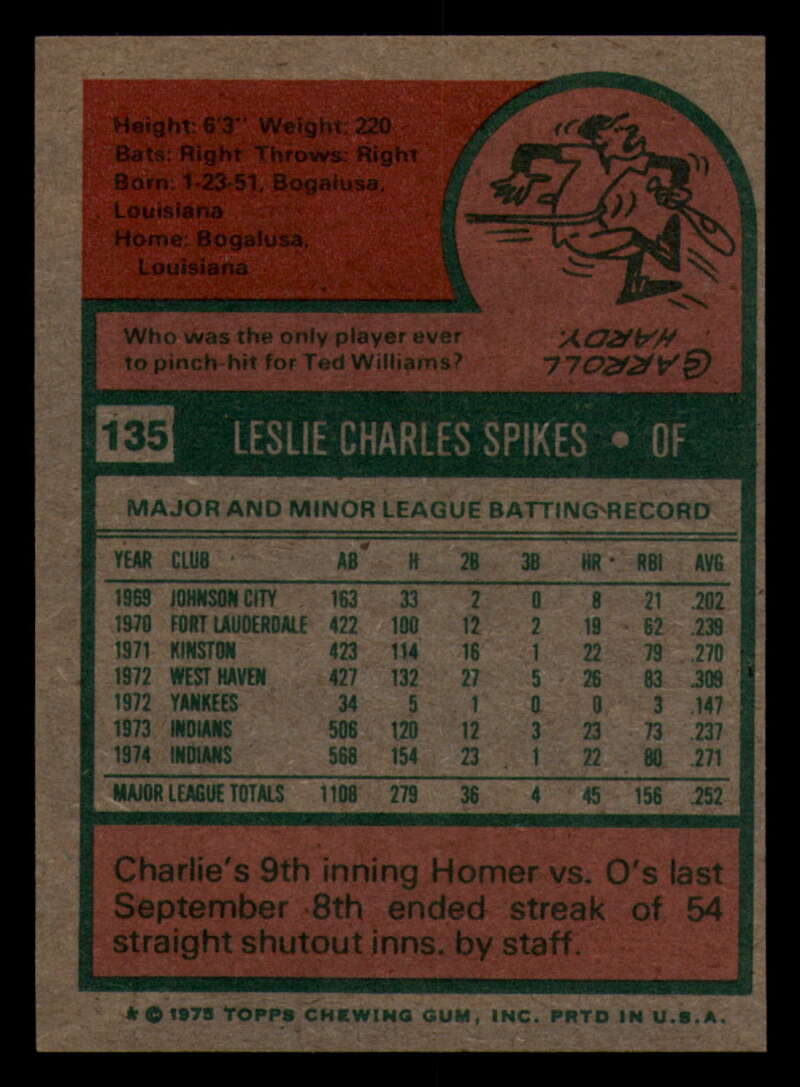 Height: 6'3" Weight: 220
Bats: Right Throws: Right
Born: 1-23-51, Bogalusa,
Louisiana
Home: Bogalusa,
Louisiana
Who was the only player ever
to pinch-hit for Ted Williams?
CARROLL
HARDY.
135 LESLIE CHARLES SPIKES • OF
MAJOR AND MINOR LEAGUE BATTING RECORD
YEAR CLUB AB H 2B 3B HR RBI AVG
1969 JOHNSON CITY 163 33 2 0 8 21 .202
1970 FORT LAUDERDALE 422 100 12 2 19 62 .239
1971 KINSTON 423 114 16 1 22 79 .270
1972 WEST HAVEN 427 132 27 5 26 83 .309
1972 YANKEES 34 5 1 0 0 3 .147
1973 INDIANS 506 120 12 3 23 73 .237
1974 INDIANS 568 154 23 1 22 80 .271
MAJOR LEAGUE TOTALS 1108 279 36 4 45 156 .252
Charlie's 9th inning Homer vs. O's last
September 8th ended streak of 54
straight shutout inns. by staff.
* © 1975 TOPPS CHEWING GUM, INC. PRTD IN U.S.A.